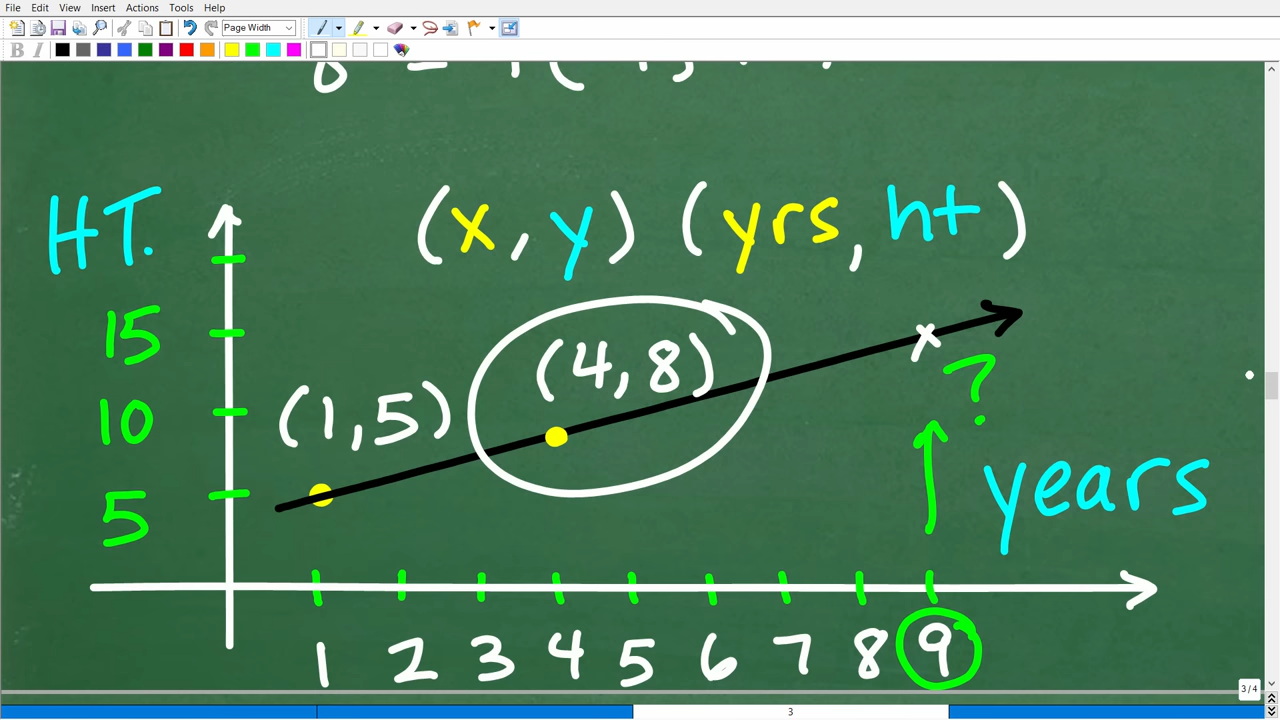 File Edit View Insert Actions Tools Help
Page Width
B I
HT. (x, y) (yrs, ht)
15
(4,8)
(1,5)
10
?
years
5
1 2 3 4 5 6 7 8 9
3/4
3